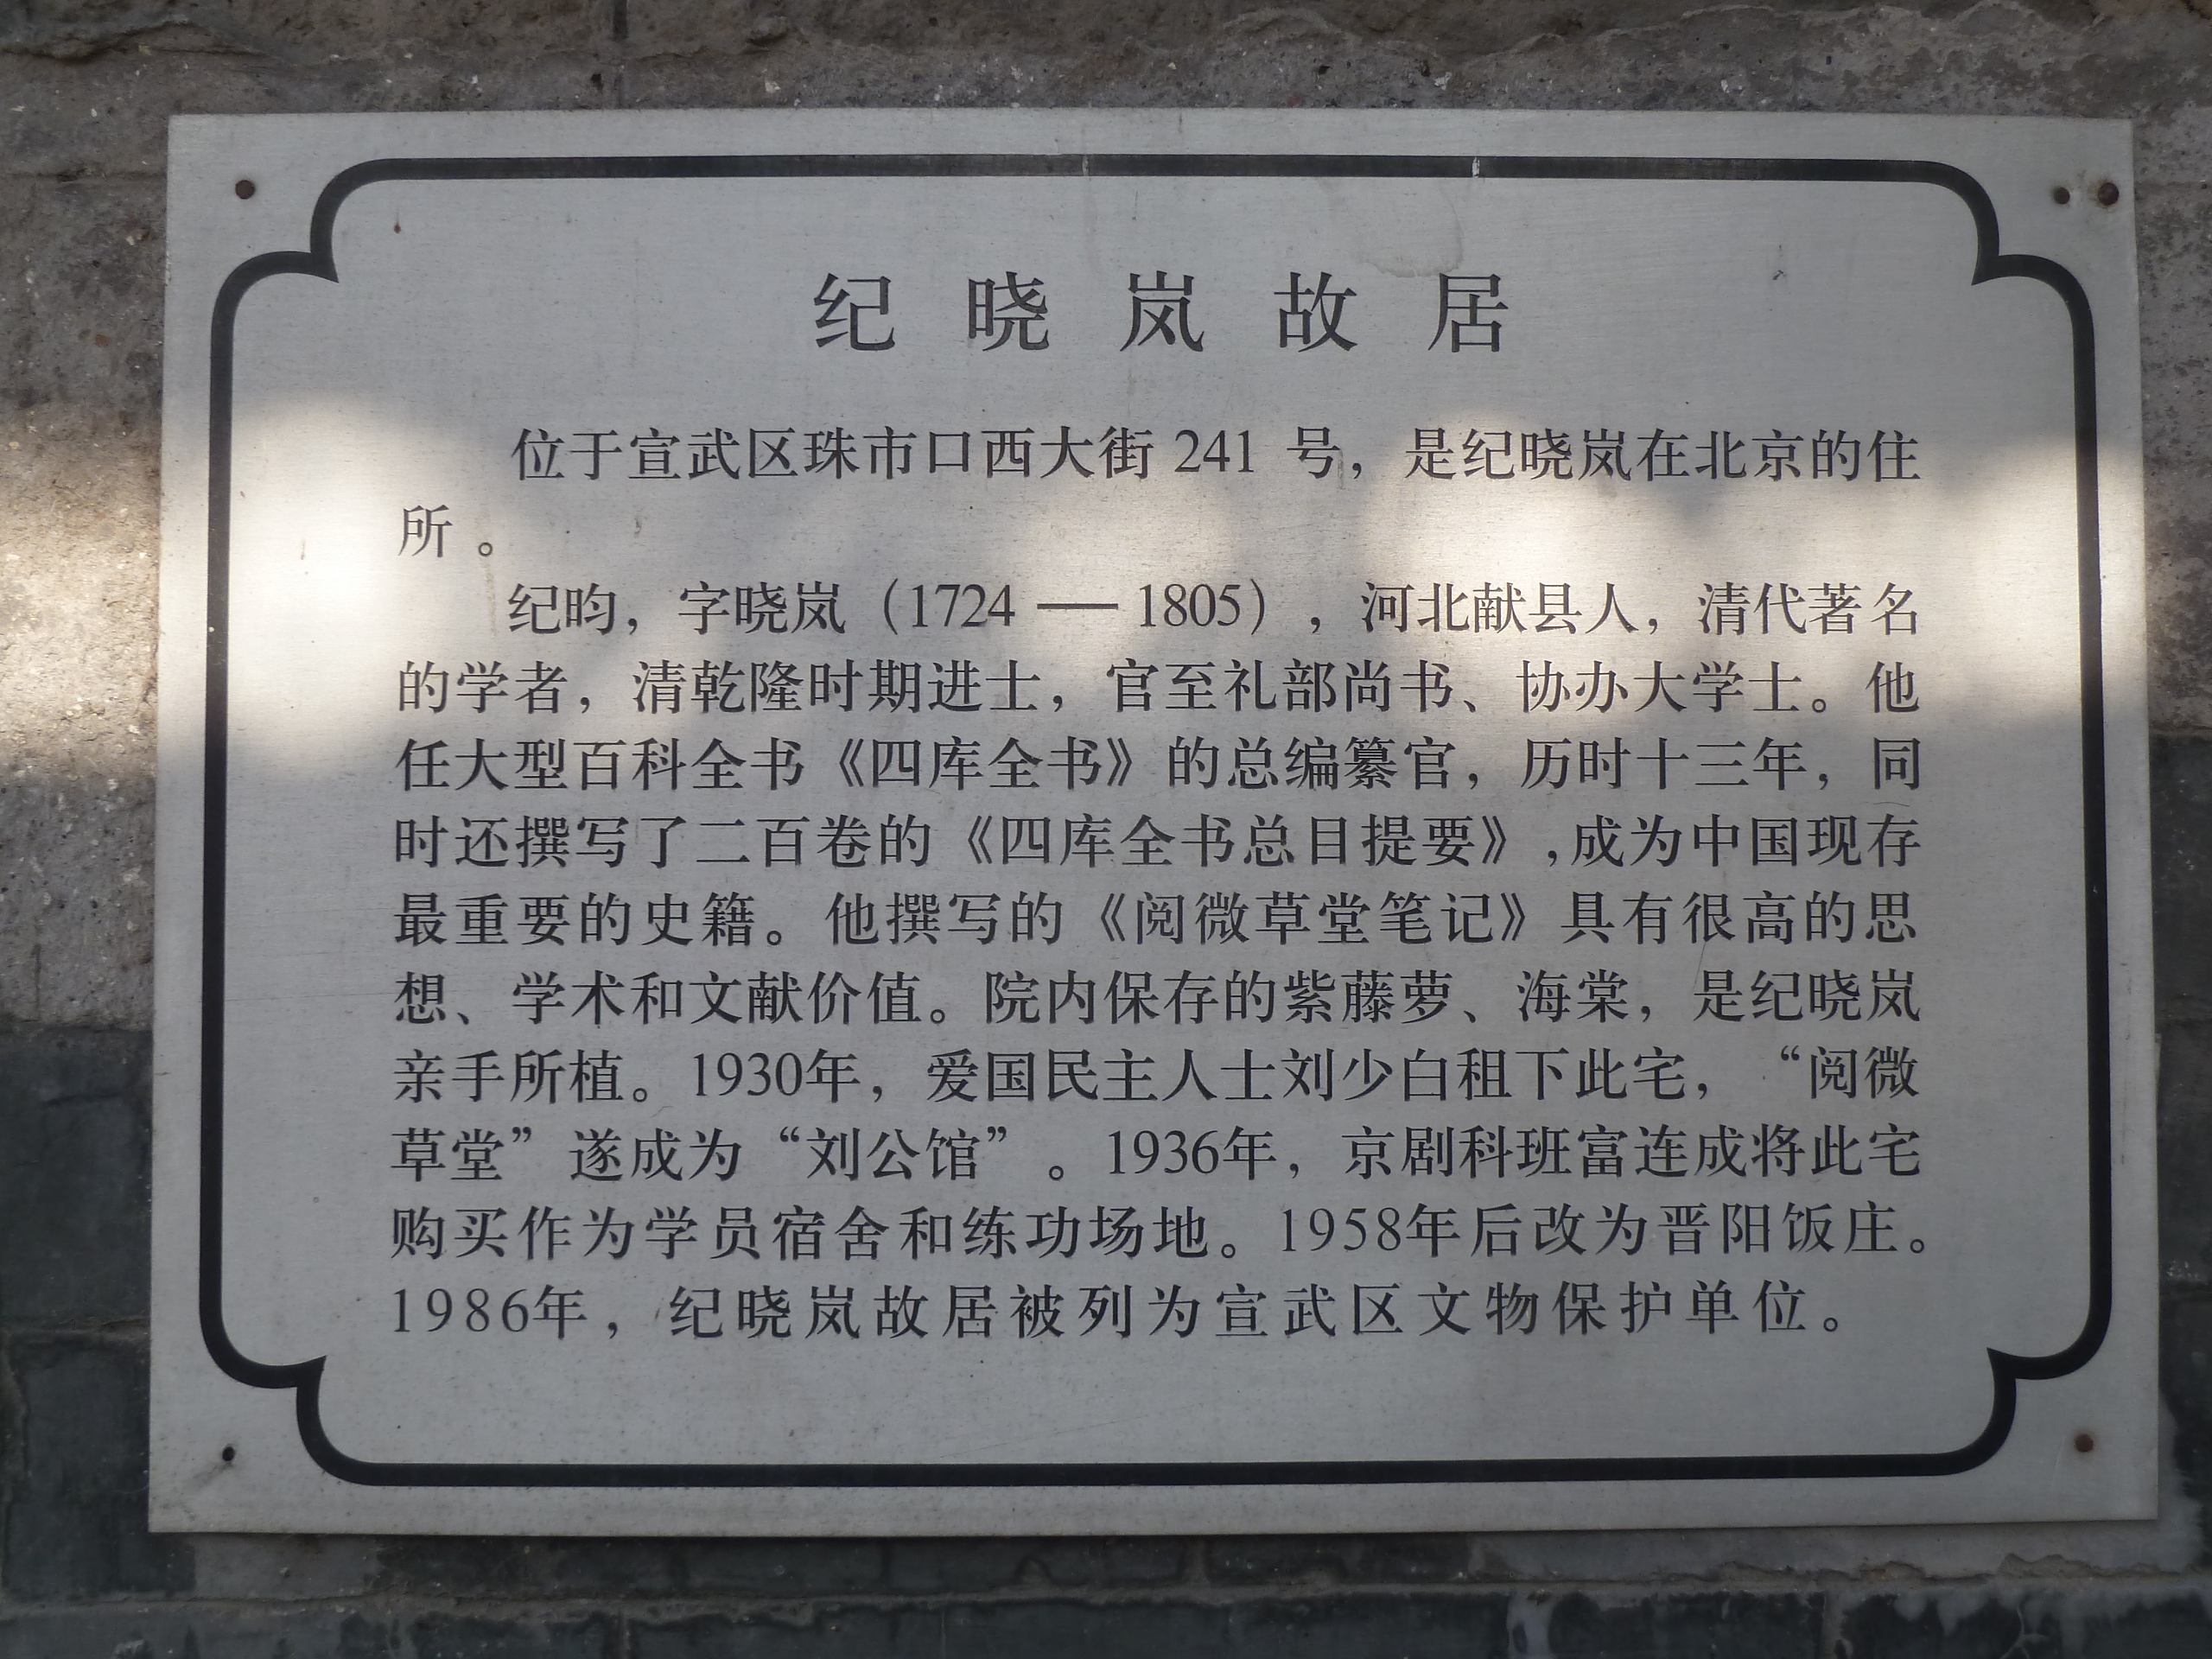 纪晓岚故居
位于宣武区珠市口西大街 241 号，是纪晓岚在北京的住
所。
纪昀，字晓岚（1724 — 1805），河北献县人，清代著名
的学者，清乾隆时期进士，官至礼部尚书、协办大学士。他
任大型百科全书《四库全书》的总编纂官，历时十三年，同
时还撰写了二百卷的《四库全书总目提要》,成为中国现存
最重要的史籍。他撰写的《阅微草堂笔记》具有很高的思
想、学术和文献价值。院内保存的紫藤萝、海棠，是纪晓岚
亲手所植。1930年，爱国民主人士刘少白租下此宅，“阅微
草堂”遂成为“刘公馆”。1936年，京剧科班富连成将此宅
购买作为学员宿舍和练功场地。1958年后改为晋阳饭庄。
1986年，纪晓岚故居被列为宣武区文物保护单位。